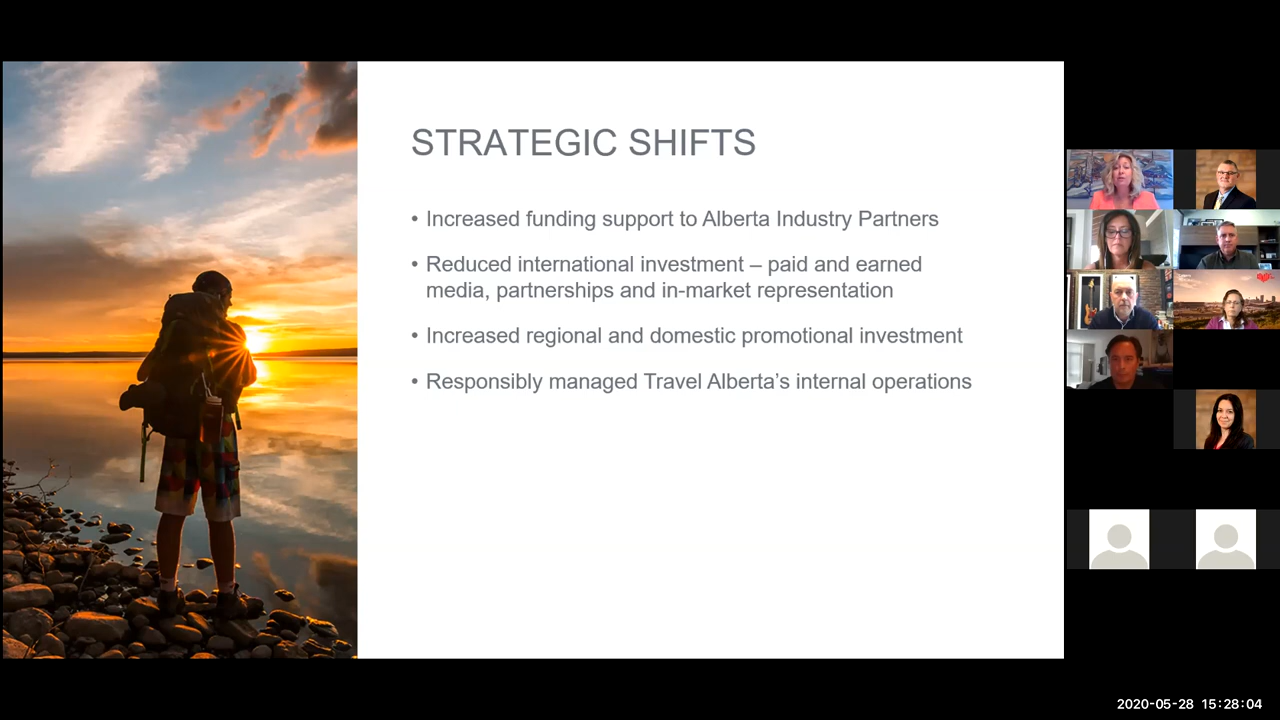 STRATEGIC SHIFTS
• Increased funding support to Alberta Industry Partners
• Reduced international investment – paid and earned
media, partnerships and in-market representation
• Increased regional and domestic promotional investment
• Responsibly managed Travel Alberta’s internal operations
2020-05-28 15:28:04